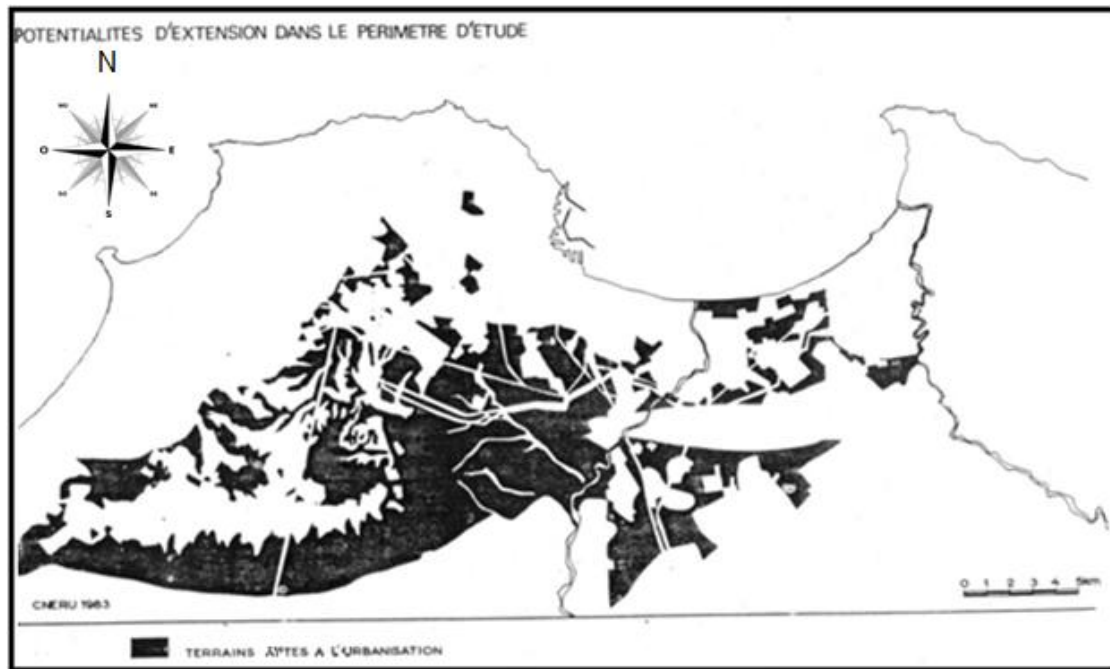 POTENTIALITES D'EXTENSION DANS LE PERIMETRE D'ETUDE
N
O E
S
0 1 2 3 4 5km
CNERU 1983
TERRAINS APTES A L'URBANISATION